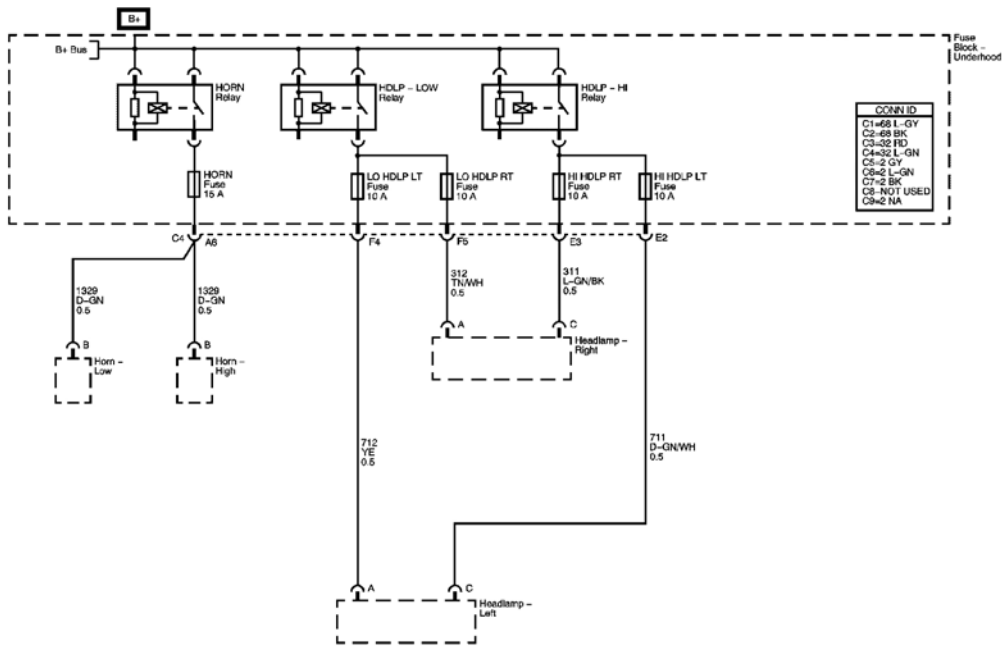 B+
B+ Bus
Fuse
Block –
Underhood
HORN
Relay
HDLP – LOW
Relay
HDLP – HI
Relay
CONN ID
C1=68 L–GY
C2=68 BK
C3=32 RD
C4=32 L–GN
C5=2 GY
C6=2 L–GN
C7=2 BK
C8–NOT USED
C9=2 NA
HORN
Fuse
15 A
LO HDLP LT
Fuse
10 A
LO HDLP RT
Fuse
10 A
HI HDLP RT
Fuse
10 A
HI HDLP LT
Fuse
10 A
C4
A6
F4
F5
E3
E2
1329
D–GN
0.5
1329
D–GN
0.5
312
TN/WH
0.5
311
L–GN/BK
0.5
A
C
Headlamp –
Right
B
Horn –
Low
B
Horn –
High
712
YE
0.5
711
D–GN/WH
0.5
A
C
Headlamp –
Left